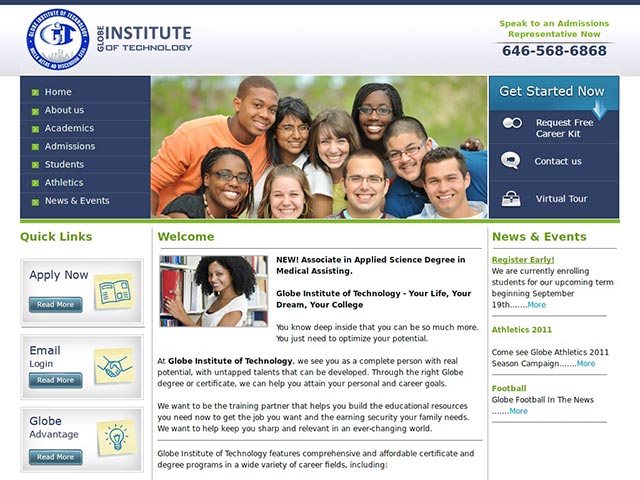 GLOBE INSTITUTE OF TECHNOLOGY
GLOBE
INSTITUTE
OF TECHNOLOGY
Speak to an Admissions
Representative Now
646-568-6868
Home
About us
Academics
Admissions
Students
Athletics
News & Events
Get Started Now
Request Free
Career Kit
Contact us
Virtual Tour
Quick Links
Apply Now
Read More
Email
Login
Read More
Globe
Advantage
Read More
Welcome
NEW! Associate in Applied Science Degree in
Medical Assisting.
Globe Institute of Technology - Your Life, Your
Dream, Your College
You know deep inside that you can be so much more.
You just need to optimize your potential.
At Globe Institute of Technology, we see you as a complete person with real
potential, with untapped talents that can be developed. Through the right Globe
degree or certificate, we can help you attain your personal and career goals.
We want to be the training partner that helps you build the educational resources
you need now to get the job you want and the earning security your family needs.
We want to help keep you sharp and relevant in an ever-changing world.
Globe Institute of Technology features comprehensive and affordable certificate and
degree programs in a wide variety of career fields, including:
News & Events
Register Early!
We are currently enrolling
students for our upcoming term
beginning September
19th.......More
Athletics 2011
Come see Globe Athletics 2011
Season Campaign.......More
Football
Globe Football In The News
.......More